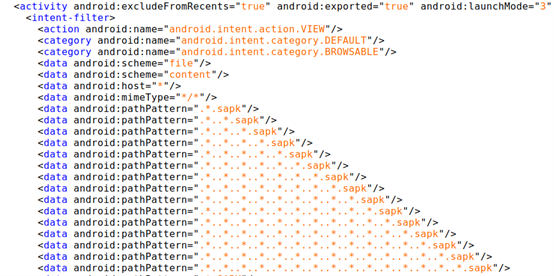 <activity android:excludeFromRecents="true" android:exported="true" android:launchMode="3"
<intent-filter>
<action android:name="android.intent.action.VIEW"/>
<category android:name="android.intent.category.DEFAULT"/>
<category android:name="android.intent.category.BROWSABLE"/>
<data android:scheme="file"/>
<data android:scheme="content"/>
<data android:host="*"/>
<data android:mimeType="*/*"/>
<data android:pathPattern=".*.sapk"/>
<data android:pathPattern=".*..*.sapk"/>
<data android:pathPattern=".*..*..*.sapk"/>
<data android:pathPattern=".*..*..*..*.sapk"/>
<data android:pathPattern=".*..*..*..*..*.sapk"/>
<data android:pathPattern=".*..*..*..*..*..*.sapk"/>
<data android:pathPattern=".*..*..*..*..*..*..*.sapk"/>
<data android:pathPattern=".*..*..*..*..*..*..*..*.sapk"/>
<data android:pathPattern=".*..*..*..*..*..*..*..*..*.sapk"/>
<data android:pathPattern=".*..*..*..*..*..*..*..*..*..*.sapk"/>
<data android:pathPattern=".*..*..*..*..*..*..*..*..*..*..*.sapk"/>
<data android:pathPattern=".*..*..*..*..*..*..*..*..*..*..*..*.sapk"/>
<data android:pathPattern=".*..*..*..*..*..*..*..*..*..*..*..*..*.sapk"/>
<data android:pathPattern=".*..*..*..*..*..*..*..*..*..*..*..*..*..*.sapk"/>
<data android:pathPattern=".*..*..*..*..*..*..*..*..*..*..*..*..*..*..*.sapk"/>